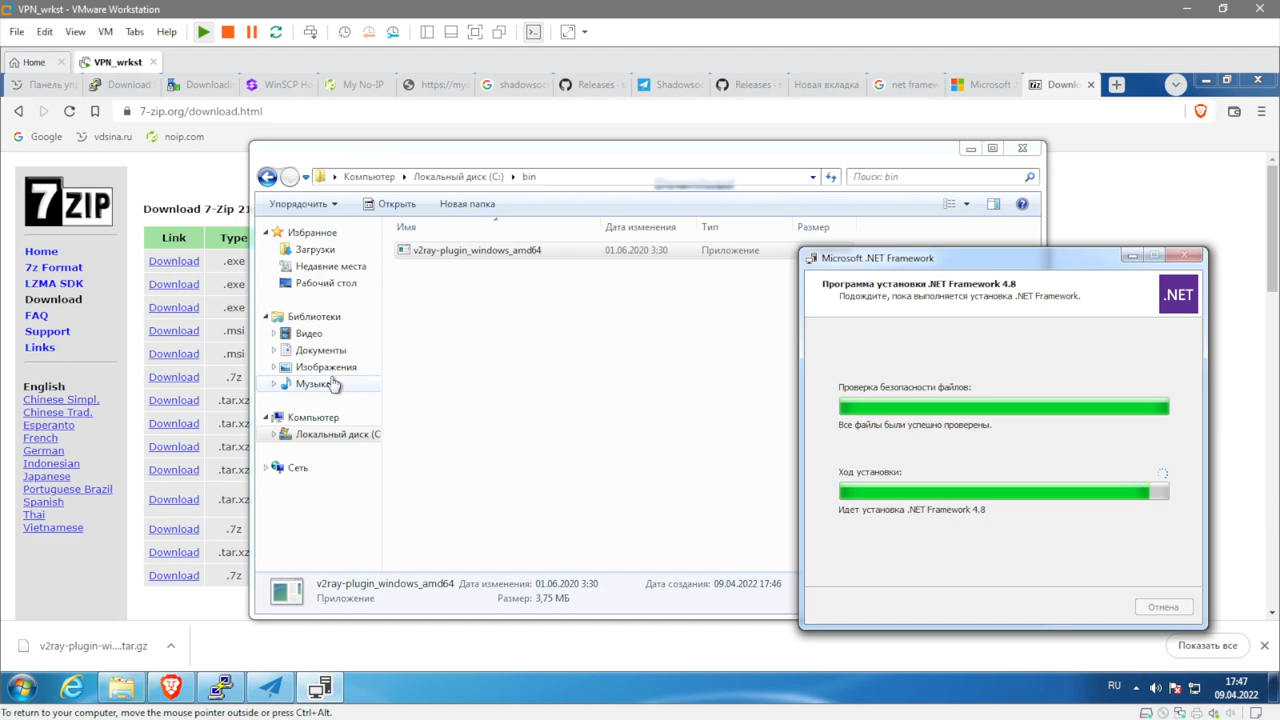 VPN_wrkst - VMware Workstation
File Edit View VM Tabs Help
Home
VPN_wrkst
Панель уп
Download
Download
WinSCP Ho
My No-IP
https://my
shadowso
Releases -
Shadowso
Releases -
Новая вкладка
net framew
Microsoft
Downl
7-zip.org/download.html
Google
vdsina.ru
noip.com
7ZIP
Home
7z Format
LZMA SDK
Download
FAQ
Support
Links
English
Chinese Simpl.
Chinese Trad.
Esperanto
French
German
Indonesian
Japanese
Portuguese Brazil
Spanish
Thai
Vietnamese
Download 7-Zip 21
Link Type
Download .exe
Download .exe
Download .exe
Download .msi
Download .msi
Download .7z
Download .tar.xz
Download .tar.xz
Download .tar.xz
Download .tar.xz
Download .7z
Download .tar.xz
Download .7z
Компьютер Локальный диск (C:) bin
Поиск: bin
Упорядочить Открыть Новая папка
Имя Дата изменения Тип Размер
v2ray-plugin_windows_amd64 01.06.2020 3:30 Приложение
Избранное
Загрузки
Недавние места
Рабочий стол
Библиотеки
Видео
Документы
Изображения
Музыка
Компьютер
Локальный диск (C
Сеть
v2ray-plugin_windows_amd64 Дата изменения: 01.06.2020 3:30 Дата создания: 09.04.2022 17:46
Приложение Размер: 3,75 МБ
Microsoft .NET Framework
Программа установки .NET Framework 4.8
Подождите, пока выполняется установка .NET Framework.
.NET
Проверка безопасности файлов:
Все файлы были успешно проверены.
Ход установки:
Идет установка .NET Framework 4.8
Отмена
v2ray-plugin-wi....tar.gz
Показать все
RU
17:47
09.04.2022
To return to your computer, move the mouse pointer outside or press Ctrl+Alt.